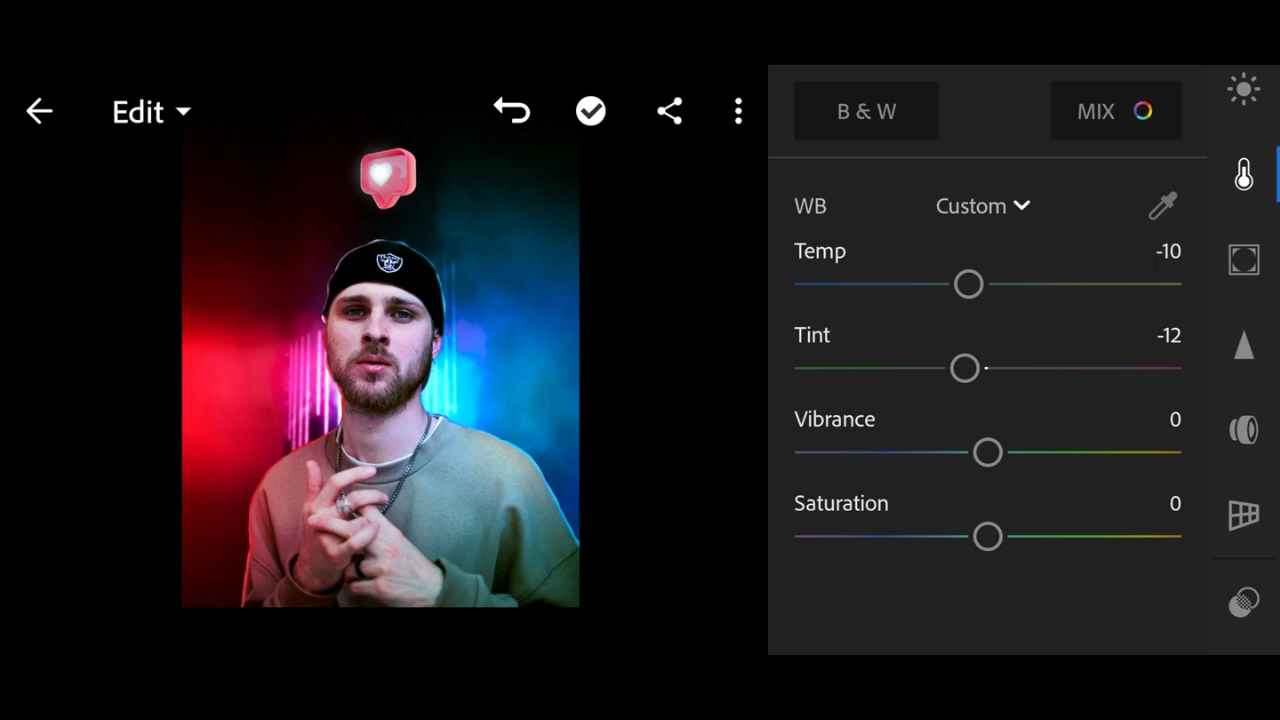 Edit
B & W
MIX
WB
Custom
Temp
-10
Tint
-12
Vibrance
0
Saturation
0